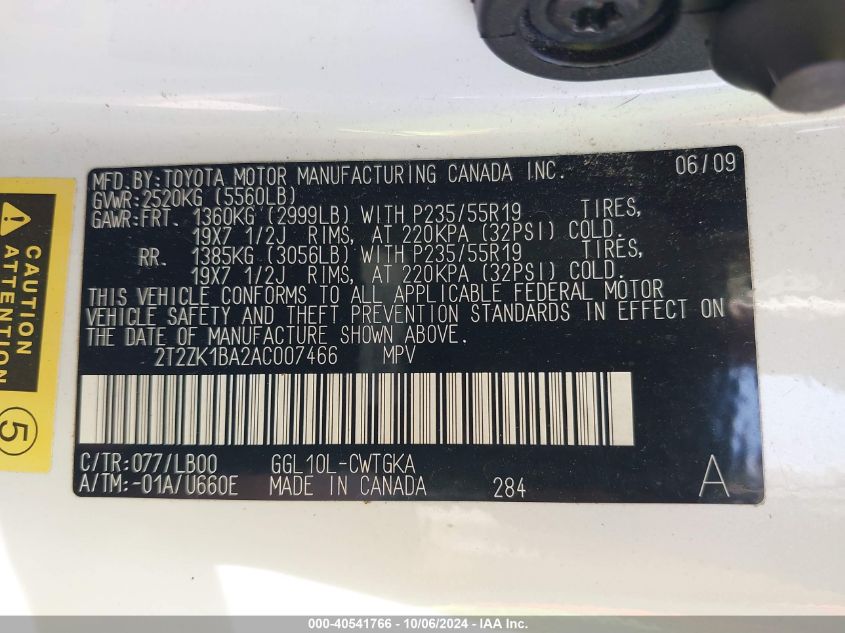 MFD. BY: TOYOTA MOTOR MANUFACTURING CANADA INC. 06/09
GVWR: 2520KG (5560LB)
GAWR: FRT. 1360KG (2999LB) WITH P235/55R19 TIRES,
19X7 1/2J RIMS, AT 220KPA (32PSI) COLD.
RR. 1385KG (3056LB) WITH P235/55R19 TIRES,
19X7 1/2J RIMS, AT 220KPA (32PSI) COLD.
THIS VEHICLE CONFORMS TO ALL APPLICABLE FEDERAL MOTOR
VEHICLE SAFETY AND THEFT PREVENTION STANDARDS IN EFFECT ON
THE DATE OF MANUFACTURE SHOWN ABOVE.
2T2ZK1BA2AC007466 MPV
C/TR: 077/LB00 GGL10L-CWTGKA
A/TM: -01A/U660E MADE IN CANADA 284 A
CAUTION
ATTENTION
5
000-40541766 - 10/06/2024 - IAA Inc.